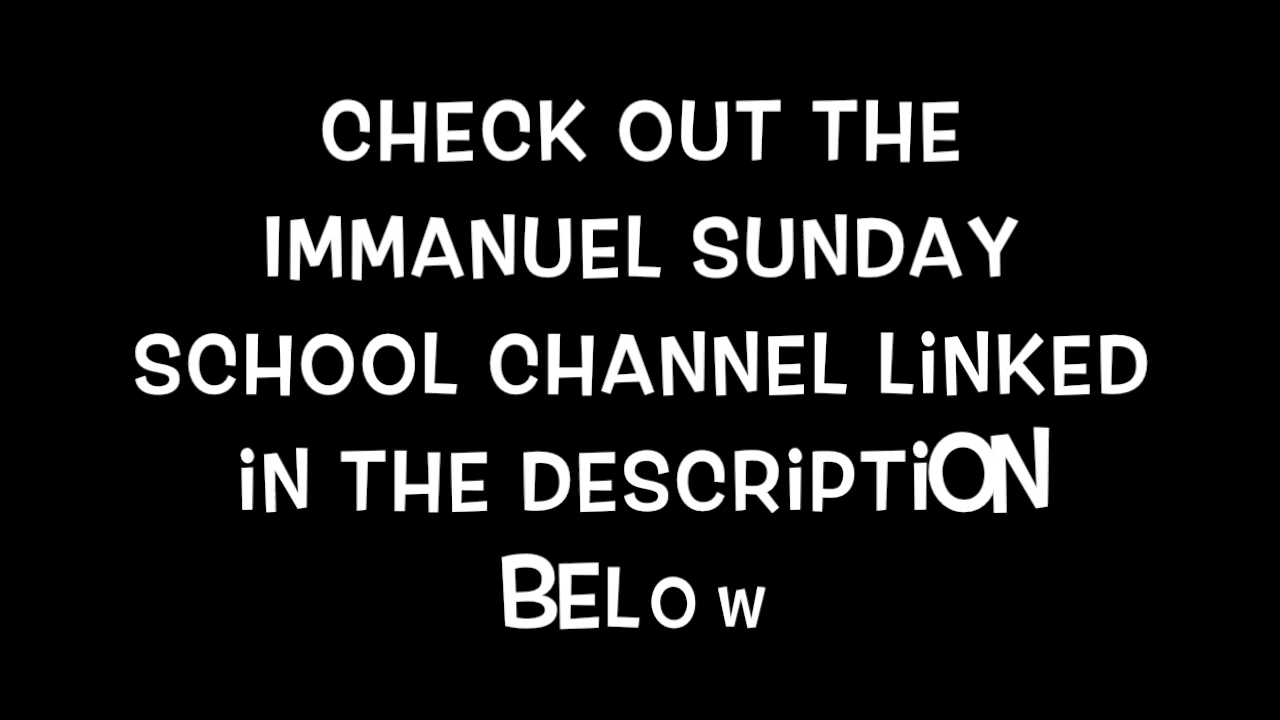 CHECK OUT THE
IMMANUEL SUNDAY
SCHOOL CHANNEL LiNKED
iN THE DESCRiPTiON
BELOW